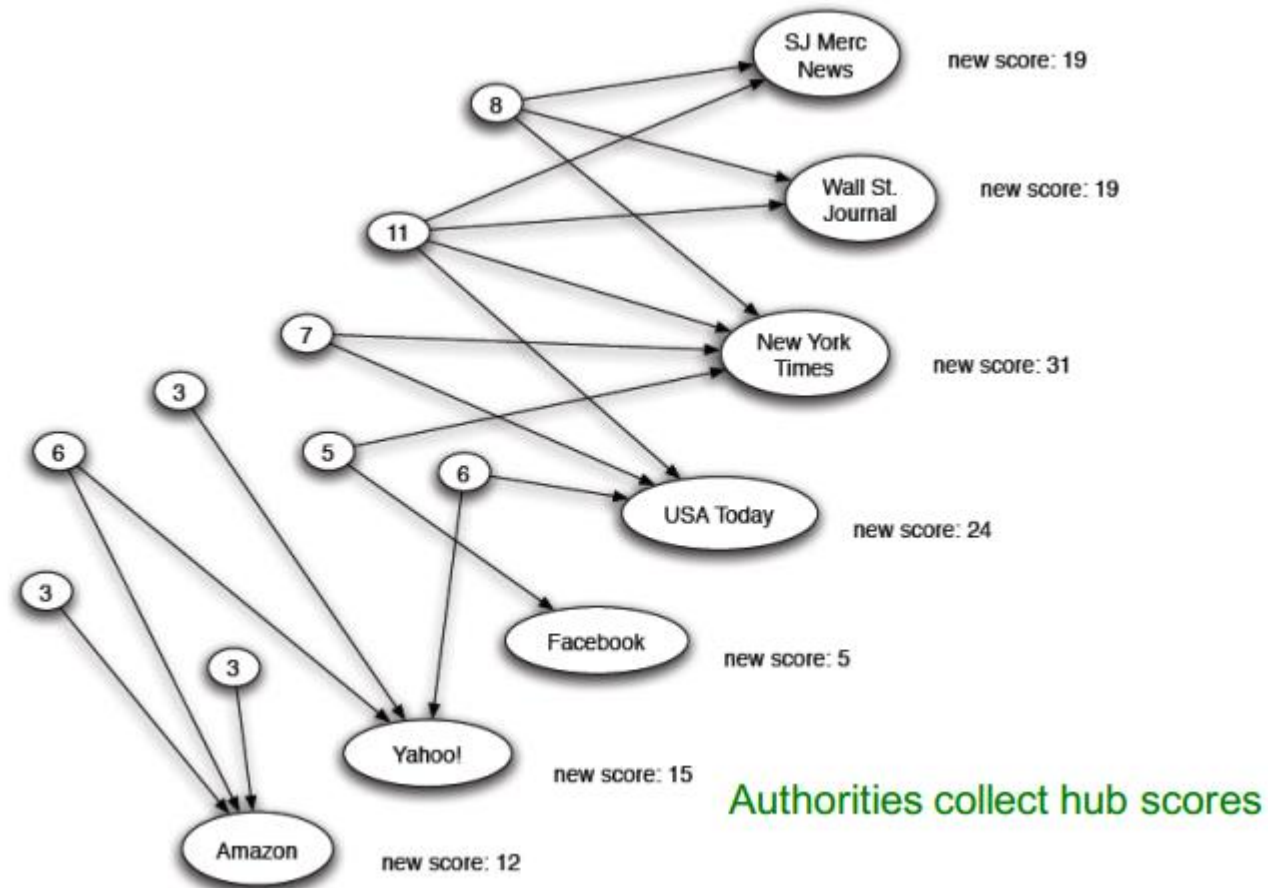 SJ Merc
News
new score: 19
8
Wall St.
Journal
new score: 19
11
7
New York
Times
new score: 31
3
6
5
6
USA Today
new score: 24
3
Facebook
new score: 5
3
Yahoo!
new score: 15
Authorities collect hub scores
Amazon
new score: 12